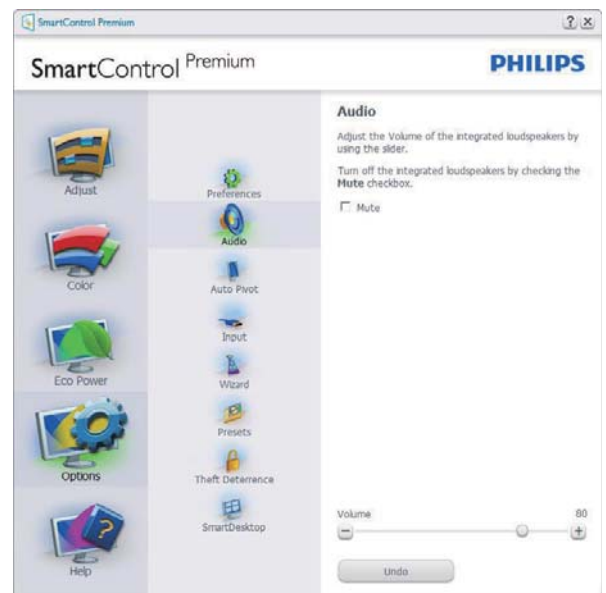 SmartControl Premium
? x
SmartControl Premium
PHILIPS
Adjust
Color
Eco Power
Options
Help
Preferences
Audio
Auto Pivot
Input
Wizard
Presets
Theft Deterrence
SmartDesktop
Audio
Adjust the Volume of the integrated loudspeakers by
using the slider.
Turn off the integrated loudspeakers by checking the
Mute checkbox.
Mute
Volume 80
Undo